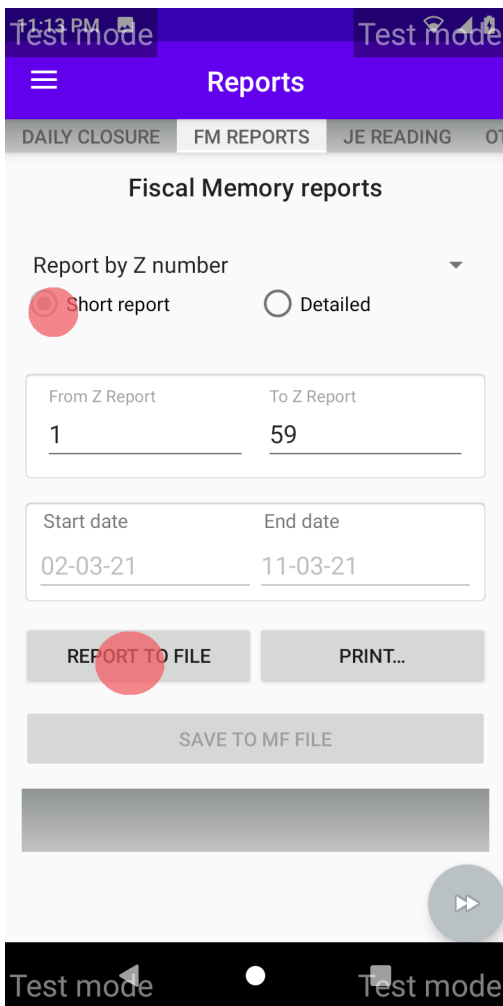 11:13 PM
Test mode Test mode
Reports
DAILY CLOSURE FM REPORTS JE READING OT
Fiscal Memory reports
Report by Z number
Short report Detailed
From Z Report To Z Report
1 59
Start date End date
02-03-21 11-03-21
REPORT TO FILE PRINT...
SAVE TO MF FILE
Test mode Test mode